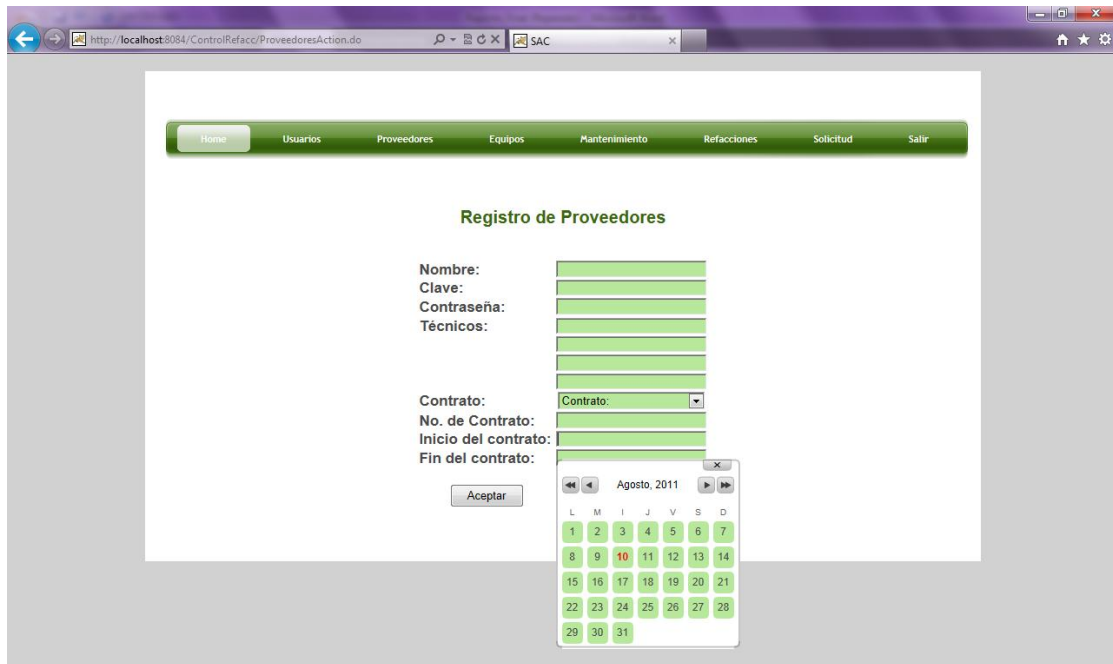 http://localhost:8084/ControlRefacc/ProveedoresAction.do SAC
Home Usuarios Proveedores Equipos Mantenimiento Refacciones Solicitud Salir
Registro de Proveedores
Nombre:
Clave:
Contraseña:
Técnicos:
Contrato: Contrato:
No. de Contrato:
Inicio del contrato:
Fin del contrato:
Aceptar
Agosto, 2011
L M I J V S D
1 2 3 4 5 6 7
8 9 10 11 12 13 14
15 16 17 18 19 20 21
22 23 24 25 26 27 28
29 30 31